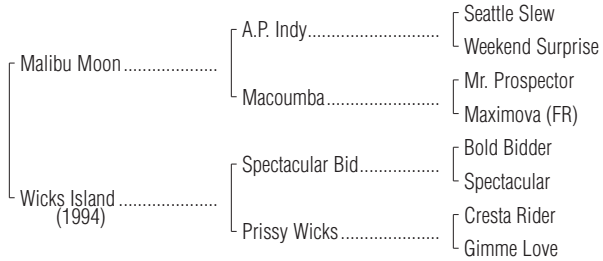 Seattle Slew
A.P. Indy
Weekend Surprise
Malibu Moon
Mr. Prospector
Macoumba
Maximova (FR)
Bold Bidder
Spectacular Bid
Spectacular
Wicks Island
(1994)
Cresta Rider
Prissy Wicks
Gimme Love